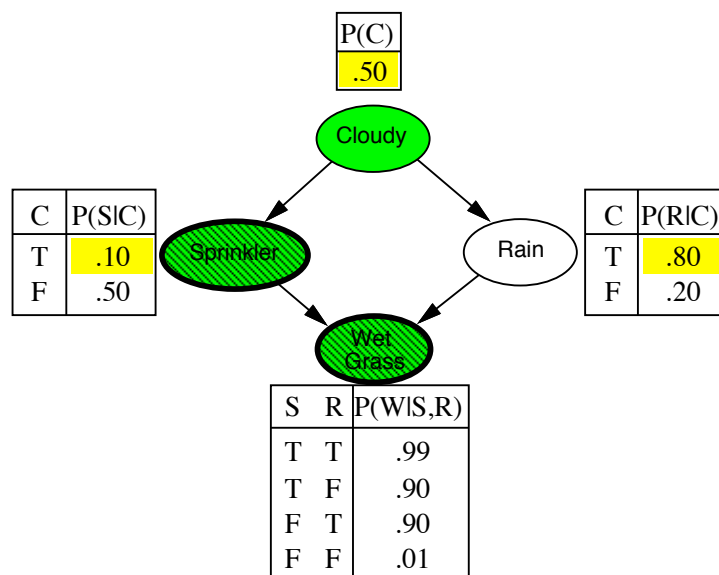 P(C)
.50
Cloudy
C P(S|C)
T .10
F .50
Sprinkler
Rain
C P(R|C)
T .80
F .20
Wet
Grass
S R P(W|S,R)
T T .99
T F .90
F T .90
F F .01